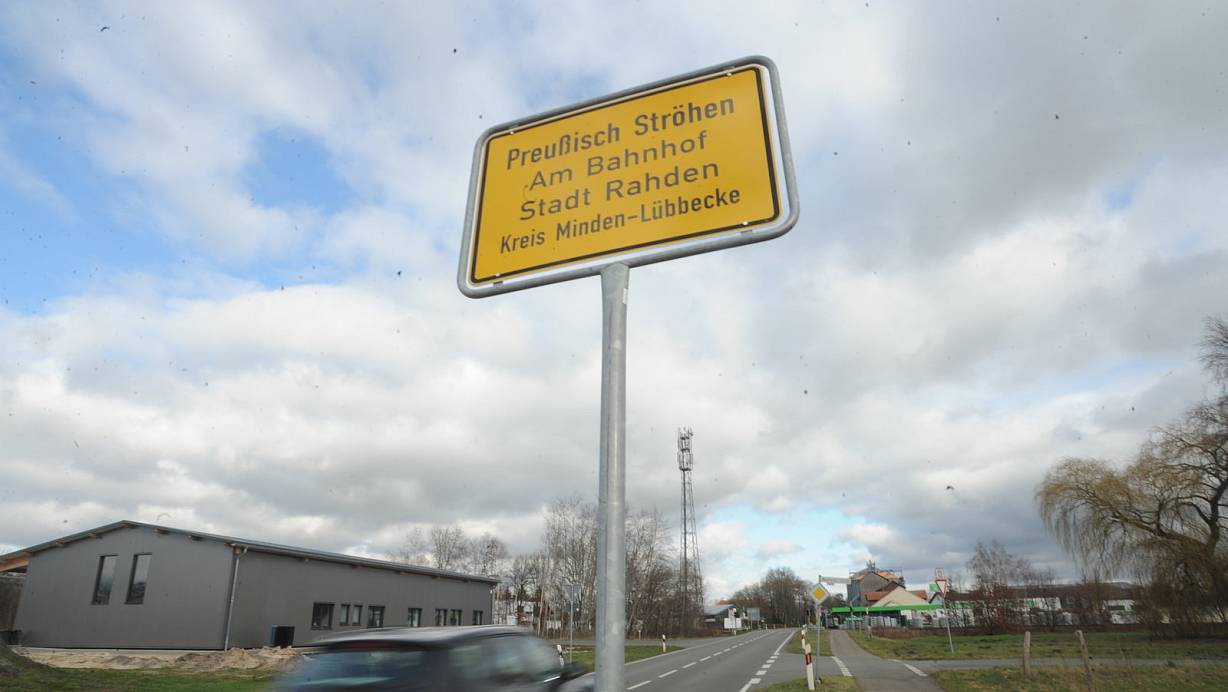 Preußisch Ströhen
Am Bahnhof
Stadt Rahden
Kreis Minden-Lübbecke